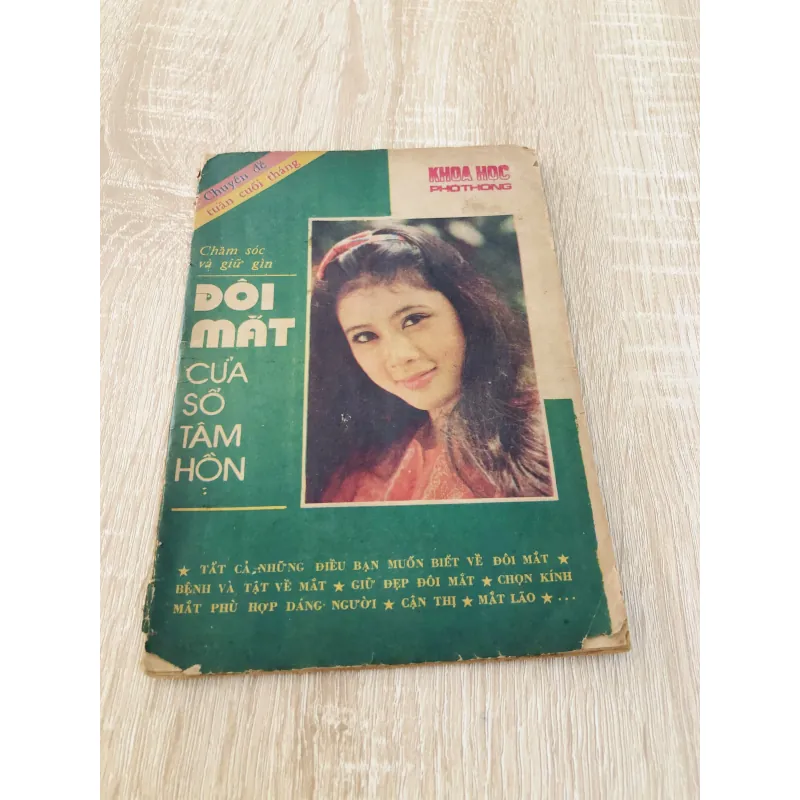 Chuyên đề
tuần cuối tháng
KHOA HỌC
PHỔ THÔNG
Chăm sóc
và giữ gìn
ĐÔI
MẮT
CỬA
SỔ
TÂM
HỒN
★ TẤT CẢ NHỮNG ĐIỀU BẠN MUỐN BIẾT VỀ ĐÔI MẮT ★
BỆNH VÀ TẬT VỀ MẮT ★ GIỮ ĐẸP ĐÔI MẮT ★ CHỌN KÍNH
MẮT PHÙ HỢP DÁNG NGƯỜI ★ CẬN THỊ ★ MẮT LÃO ★ ...